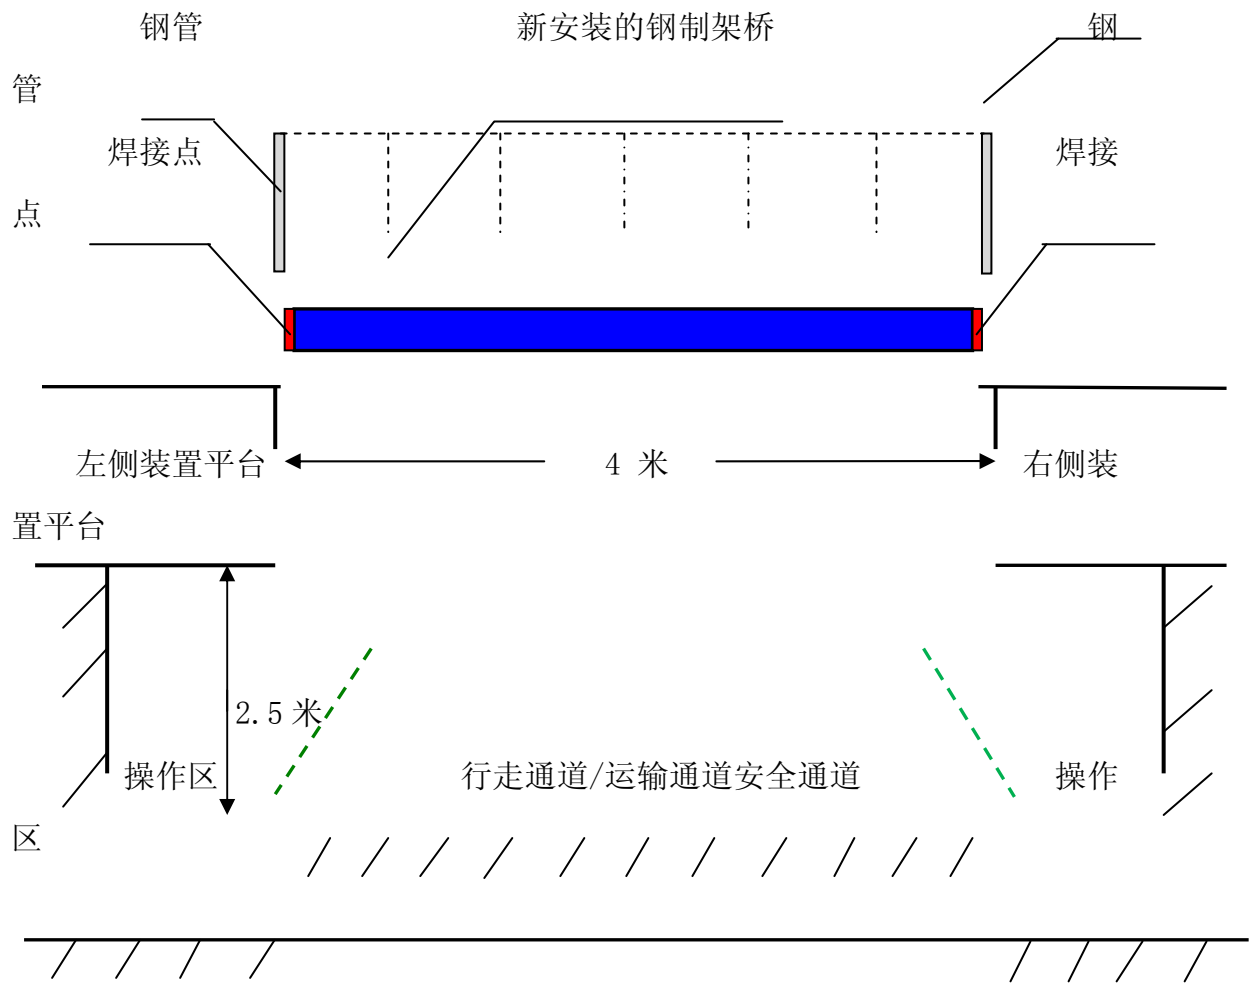 钢管 新安装的钢制架桥 钢
管
焊接点 焊接
点
左侧装置平台 4 米 右侧装
置平台
2.5米
操作区 行走通道/运输通道安全通道 操作
区